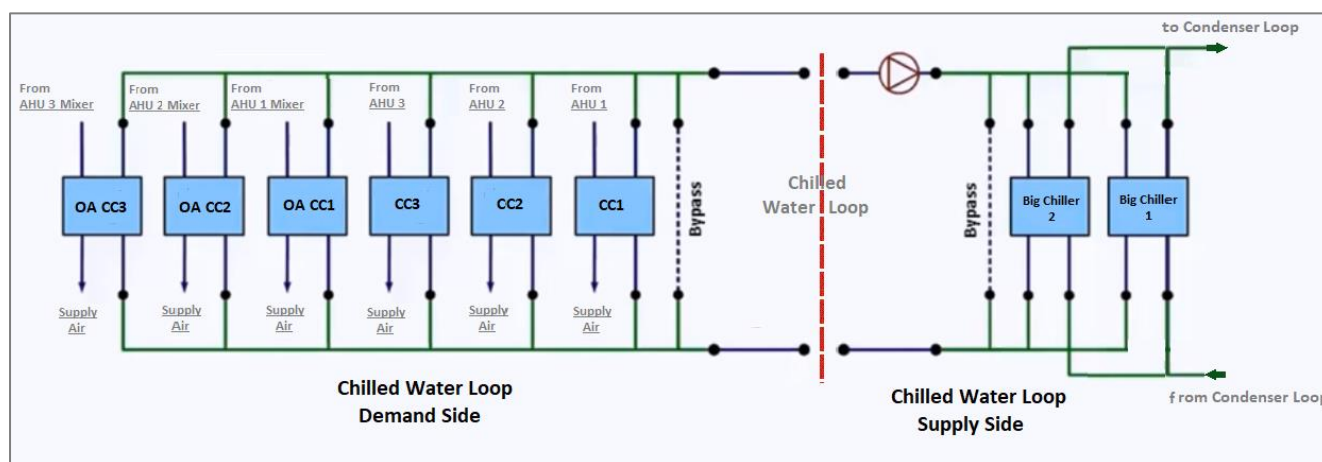 to Condenser Loop
From
AHU 3 Mixer
From
AHU 2 Mixer
From
AHU 1 Mixer
From
AHU 3
From
AHU 2
From
AHU 1
OA CC3
OA CC2
OA CC1
CC3
CC2
CC1
Bypass
Chilled
Water Loop
Bypass
Big Chiller
2
Big Chiller
1
Supply
Air
Supply
Air
Supply
Air
Supply
Air
Supply
Air
Supply
Air
Chilled Water Loop
Demand Side
Chilled Water Loop
Supply Side
from Condenser Loop